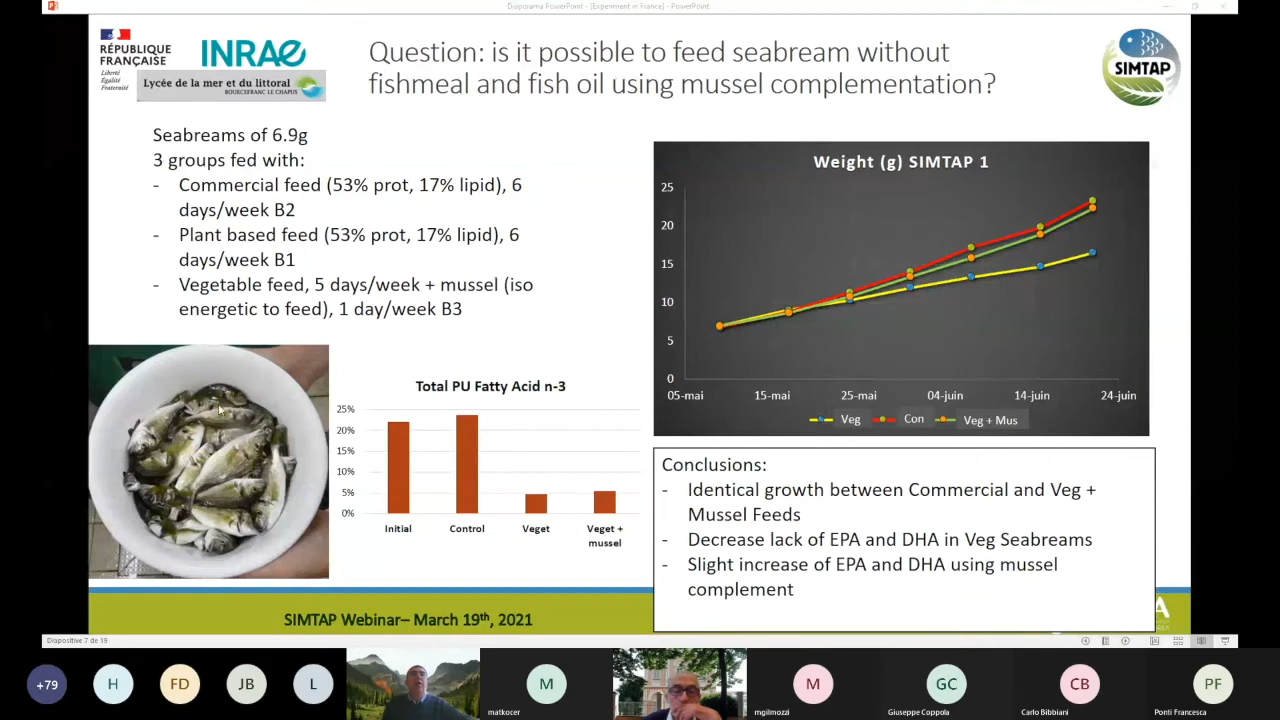 Diaporama PowerPoint - [Experiment in France] - PowerPoint
RÉPUBLIQUE
FRANÇAISE
Liberté
Égalité
Fraternité
INRAE
Lycée de la mer et du littoral
BOURCEFRANC LE CHAPUS
Question: is it possible to feed seabream without
fishmeal and fish oil using mussel complementation?
SIMTAP
Seabreams of 6.9g
3 groups fed with:
- Commercial feed (53% prot, 17% lipid), 6
days/week B2
- Plant based feed (53% prot, 17% lipid), 6
days/week B1
- Vegetable feed, 5 days/week + mussel (iso
energetic to feed), 1 day/week B3
Weight (g) SIMTAP 1
25
20
15
10
5
0
05-mai 15-mai 25-mai 04-juin 14-juin 24-juin
Veg Con Veg + Mus
Total PU Fatty Acid n-3
25%
20%
15%
10%
5%
0%
Initial Control Veget Veget +
mussel
Conclusions:
- Identical growth between Commercial and Veg +
Mussel Feeds
- Decrease lack of EPA and DHA in Veg Seabreams
- Slight increase of EPA and DHA using mussel
complement
SIMTAP Webinar– March 19th, 2021
Diapositive 7 de 19
+79 H FD JB L M M GC CB PF
matkocer mgilmozzi Giuseppe Coppola Carlo Bibbiani Ponti Francesca